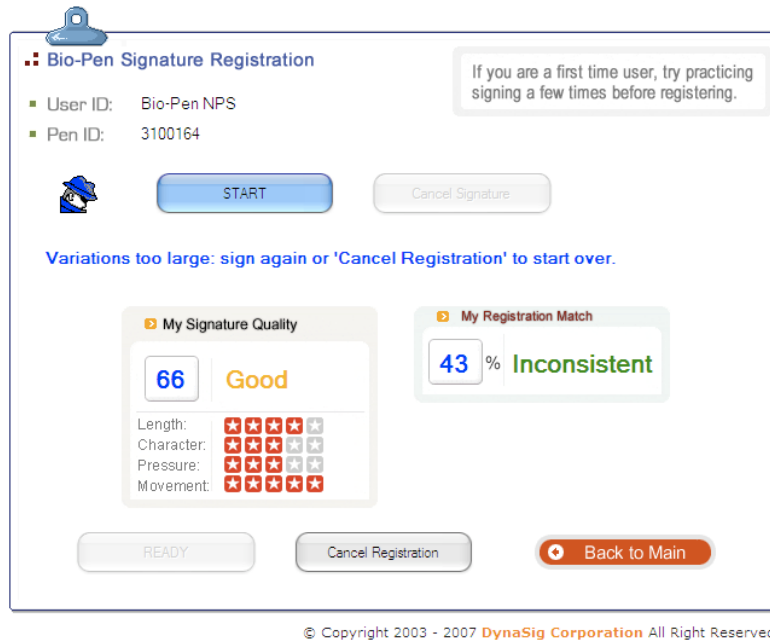 Bio-Pen Signature Registration
If you are a first time user, try practicing
signing a few times before registering.
User ID: Bio-Pen NPS
Pen ID: 3100164
START
Cancel Signature
Variations too large: sign again or 'Cancel Registration' to start over.
My Signature Quality
66 Good
Length:
Character:
Pressure:
Movement:
My Registration Match
43 % Inconsistent
READY
Cancel Registration
Back to Main
© Copyright 2003 - 2007 DynaSig Corporation All Right Reserved